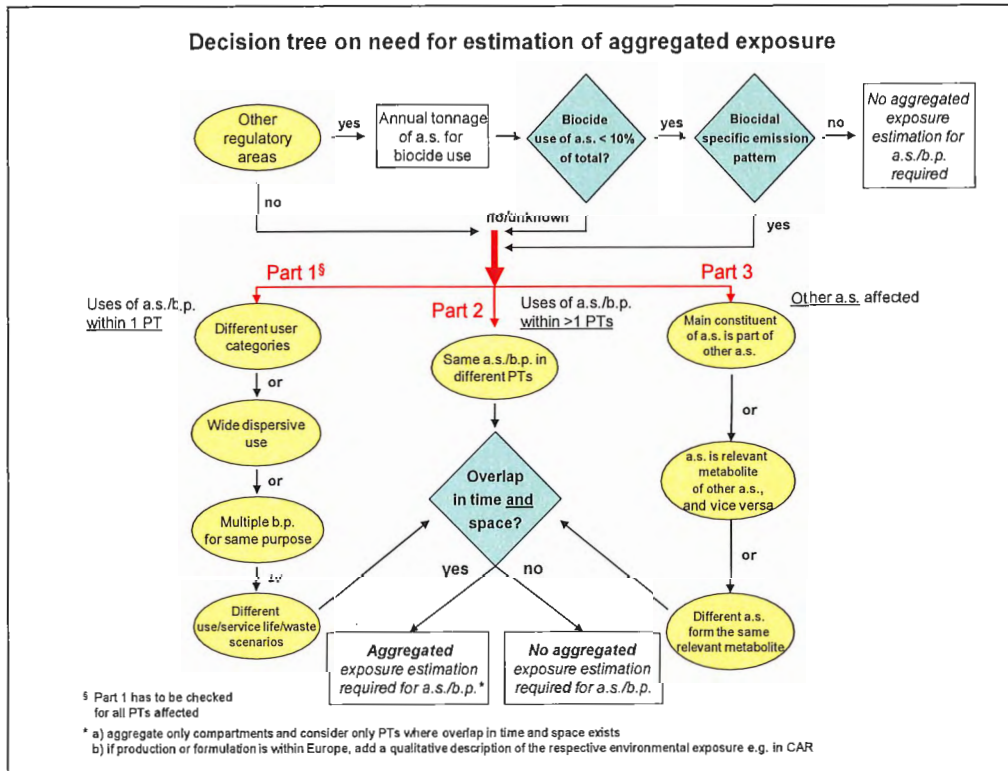 Decision tree on need for estimation of aggregated exposure
Other
regulatory
areas
yes
Annual tonnage
of a.s. for
biocide use
Biocide
use of a.s. < 10%
of total?
yes
Biocidal
specific emission
pattern
no
No aggregated
exposure
estimation for
a.s./b.p.
required
no
no/unknown
yes
Part 1§
Part 2
Part 3
Uses of a.s./b.p.
within 1 PT
Uses of a.s./b.p.
within >1 PTs
Other a.s. affected
Different user
categories
or
Wide dispersive
use
or
Multiple b.p.
for same purpose
Different
use/service life/waste
scenarios
Same a.s./b.p. in
different PTs
Overlap
in time and
space?
yes
no
Aggregated
exposure estimation
required for a.s./b.p.*
No aggregated
exposure estimation
required for a.s./b.p.
Main constituent
of a.s. is part of
other a.s.
or
a.s. is relevant
metabolite
of other a.s.,
and vice versa
or
Different a.s.
form the same
relevant metabolite
§ Part 1 has to be checked
for all PTs affected
* a) aggregate only compartments and consider only PTs where overlap in time and space exists
b) if production or formulation is within Europe, add a qualitative description of the respective environmental exposure e.g. in CAR